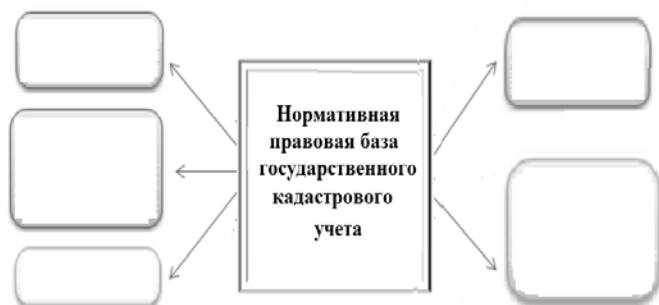 Нормативная
правовая база
государственного
кадастрового
учета